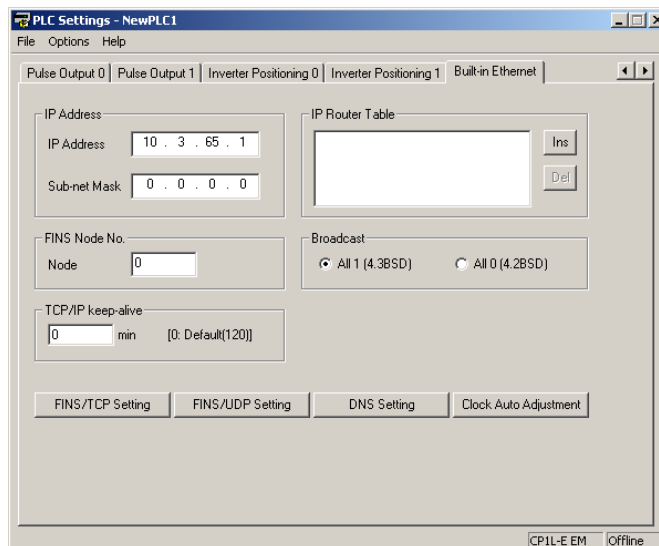 PLC Settings - NewPLC1
File Options Help
Pulse Output 0 Pulse Output 1 Inverter Positioning 0 Inverter Positioning 1 Built-in Ethernet
IP Address
IP Address 10 . 3 . 65 . 1
Sub-net Mask 0 . 0 . 0 . 0
IP Router Table
Ins
Del
FINS Node No.
Node 0
Broadcast
All 1 (4.3BSD) All 0 (4.2BSD)
TCP/IP keep-alive
0 min [0: Default(120)]
FINS/TCP Setting FINS/UDP Setting DNS Setting Clock Auto Adjustment
CP1L-E EM Offline